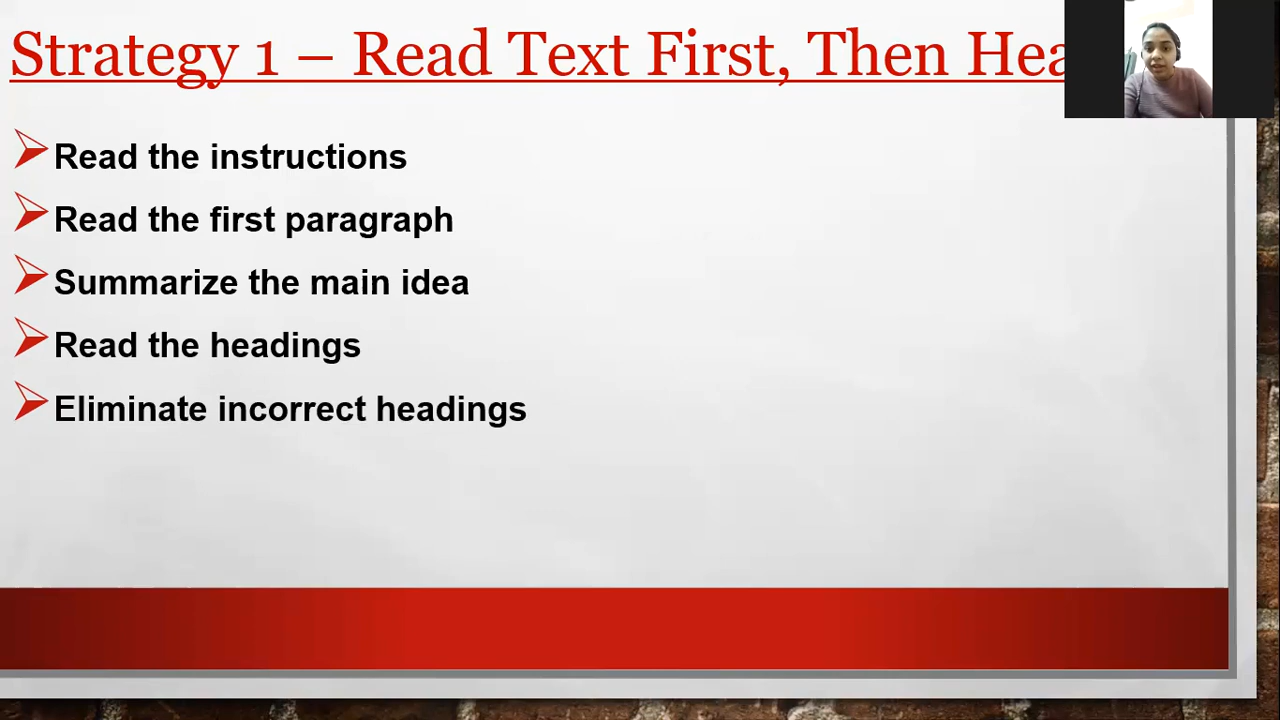 Strategy 1 – Read Text First, Then
Read the instructions
Read the first paragraph
Summarize the main idea
Read the headings
Eliminate incorrect headings